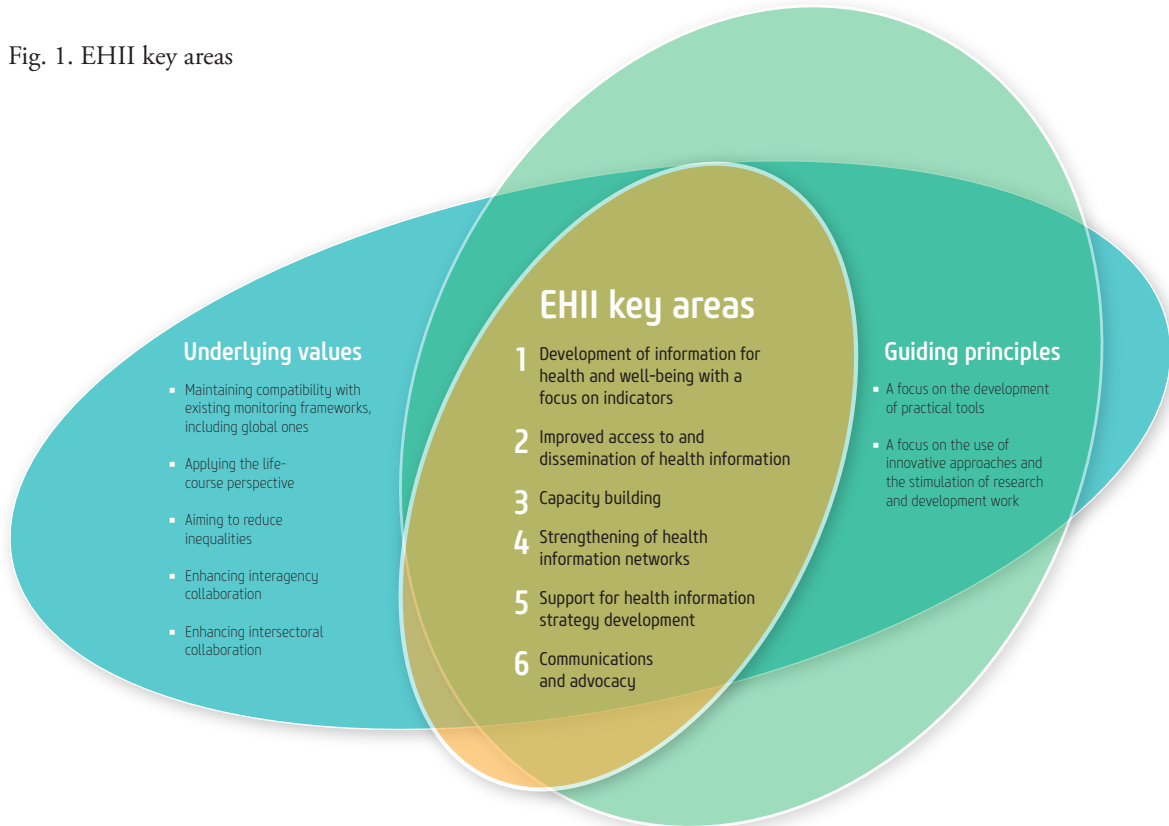 Fig. 1. EHII key areas
Underlying values
▪ Maintaining compatibility with
existing monitoring frameworks,
including global ones
▪ Applying the life-
course perspective
▪ Aiming to reduce
inequalities
▪ Enhancing interagency
collaboration
▪ Enhancing intersectoral
collaboration
EHII key areas
1 Development of information for
health and well-being with a
focus on indicators
2 Improved access to and
dissemination of health information
3 Capacity building
4 Strengthening of health
information networks
5 Support for health information
strategy development
6 Communications
and advocacy
Guiding principles
▪ A focus on the development
of practical tools
▪ A focus on the use of
innovative approaches and
the stimulation of research
and development work